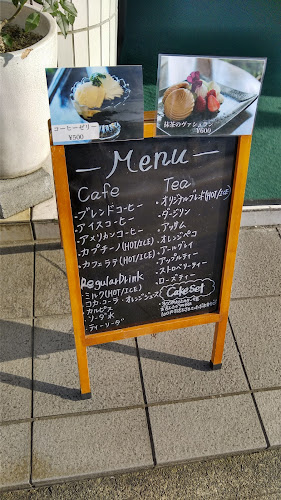 コーヒーゼリー
¥500
抹茶のヴァシュラン
¥600
— Menu —
Cafe
・ブレンドコーヒー
・アイスコーヒー
・アメリカンコーヒー
・カプチーノ(HOT/ICE)
・カフェラテ(HOT/ICE)
Regular Drink
・ミルク(HOT/ICE)
・コカ・コーラ・オレンジジュース
・カルピス
・ソーダ水
・ティーソーダ
Tea
・オリジナルブレンド(HOT/ICE)
・ダージリン
・アッサム
・オレンジペコ
・アールグレイ
・アップルティー
・ストロベリーティー
・ローズティー
Cake Set